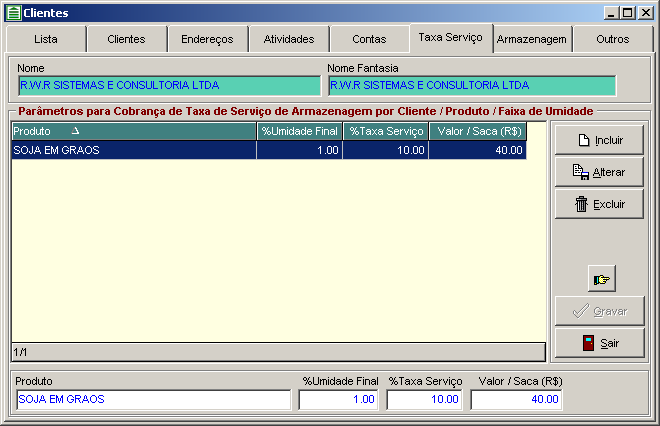 Clientes
Lista Clientes Endereços Atividades Contas Taxa Serviço Armazenagem Outros
Nome Nome Fantasia
R.W.R SISTEMAS E CONSULTORIA LTDA R.W.R SISTEMAS E CONSULTORIA LTDA
Parâmetros para Cobrança de Taxa de Serviço de Armazenagem por Cliente / Produto / Faixa de Umidade
Produto %Umidade Final %Taxa Serviço Valor / Saca (R$)
SOJA EM GRAOS 1.00 10.00 40.00
Incluir
Alterar
Excluir
Gravar
Sair
1/1
Produto %Umidade Final %Taxa Serviço Valor / Saca (R$)
SOJA EM GRAOS 1.00 10.00 40.00